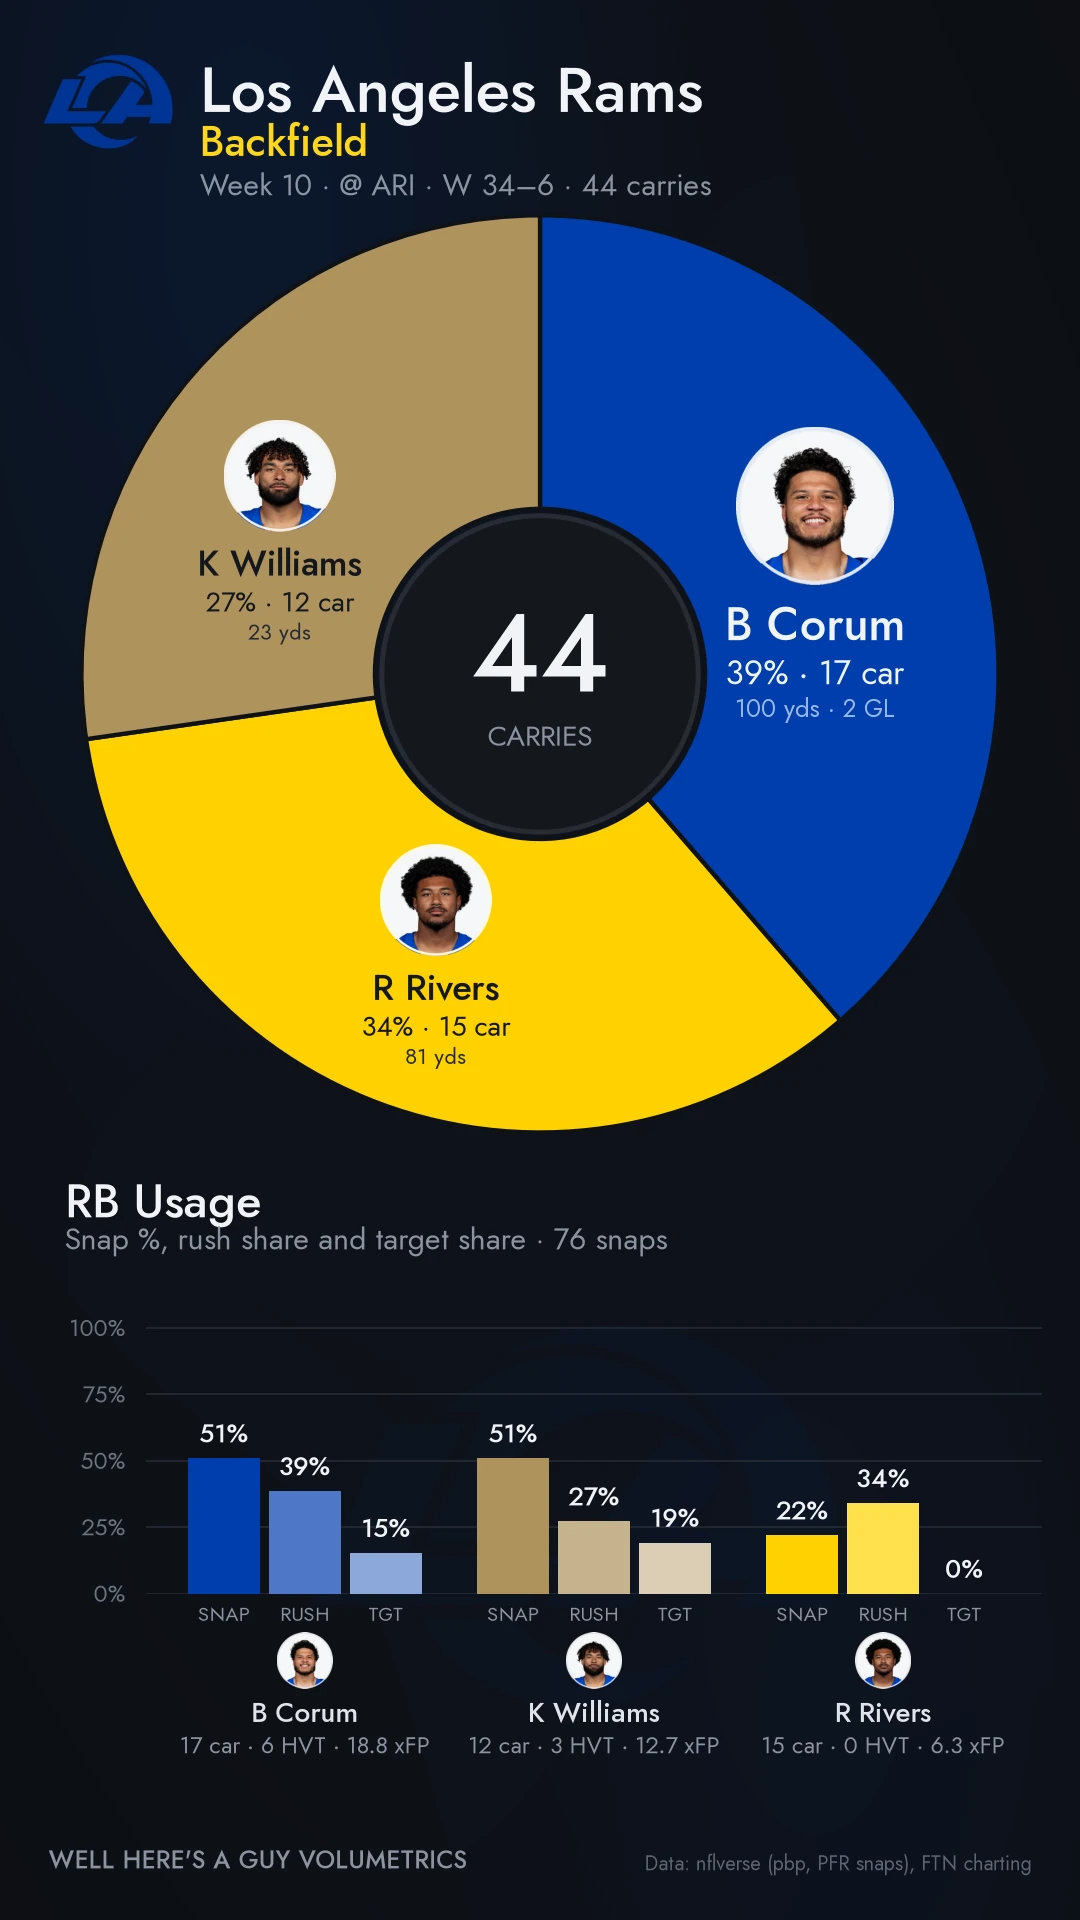 LA
Los Angeles Rams
Backfield
Week 10 · @ ARI · W 34–6 · 44 carries
K Williams
27% · 12 car
23 yds
B Corum
39% · 17 car
100 yds · 2 GL
44
CARRIES
R Rivers
34% · 15 car
81 yds
RB Usage
Snap %, rush share and target share · 76 snaps
100%
75%
50%
25%
0%
51%
39%
15%
51%
27%
19%
22%
34%
0%
SNAP RUSH TGT SNAP RUSH TGT SNAP RUSH TGT
B Corum K Williams R Rivers
17 car · 6 HVT · 18.8 xFP 12 car · 3 HVT · 12.7 xFP 15 car · 0 HVT · 6.3 xFP
WELL HERE'S A GUY VOLUMETRICS
Data: nflverse (pbp, PFR snaps), FTN charting